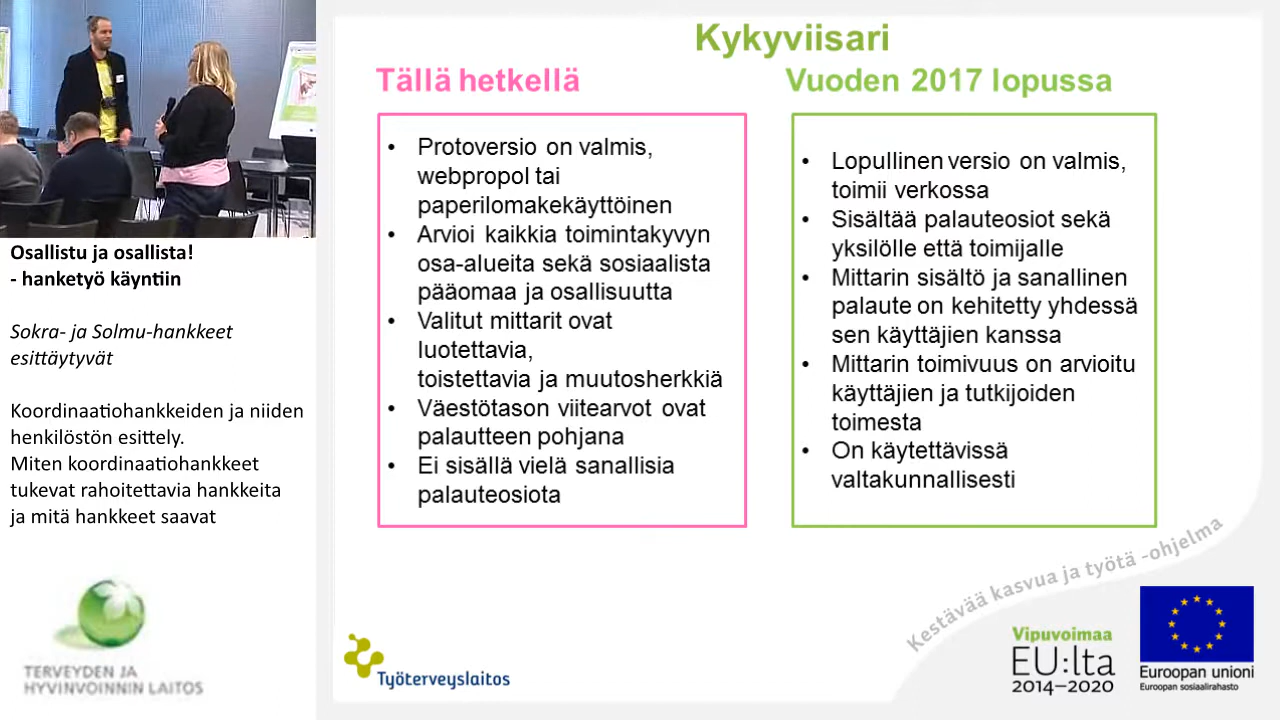 Osallistu ja osallista!
- hanketyö käyntiin
Sokra- ja Solmu-hankkeet
esittäytyvät
Koordinaatiohankkeiden ja niiden
henkilöstön esittely.
Miten koordinaatiohankkeet
tukevat rahoitettavia hankkeita
ja mitä hankkeet saavat
TERVEYDEN JA
HYVINVOINNIN LAITOS
Kykyviisari
Tällä hetkellä
• Protoversio on valmis,
webpropol tai
paperilomakekäyttöinen
• Arvioi kaikkia toimintakyvyn
osa-alueita sekä sosiaalista
pääomaa ja osallisuutta
• Valitut mittarit ovat
luotettavia,
toistettavia ja muutosherkkiä
• Väestötason viitearvot ovat
palautteen pohjana
• Ei sisällä vielä sanallisia
palauteosiota
Vuoden 2017 lopussa
• Lopullinen versio on valmis,
toimii verkossa
• Sisältää palauteosiot sekä
yksilölle että toimijalle
• Mittarin sisältö ja sanallinen
palaute on kehitetty yhdessä
sen käyttäjien kanssa
• Mittarin toimivuus on arvioitu
käyttäjien ja tutkijoiden
toimesta
• On käytettävissä
valtakunnallisesti
Kestävää kasvua ja työtä -ohjelma
Työterveyslaitos
Vipuvoimaa
EU:lta
2014–2020
Euroopan unioni
Euroopan sosiaalirahasto